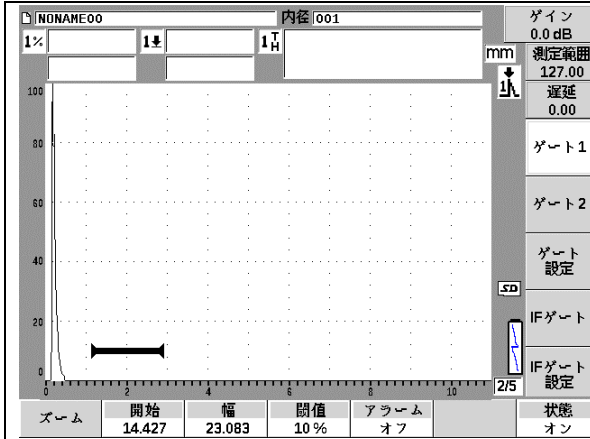 NONAME00 内径 001 ゲイン
0.0 dB
1% 1 1TH mm 測定範囲
127.00
遅延
0.00
100
80
60
40
20
0
0 2 4 6 8 10
ゲート1
ゲート2
ゲート
設定
SD
IFゲート
IFゲート
設定
2/5
ズーム 開始 幅 閾値 アラーム 状態
14.427 23.083 10 % オフ オン